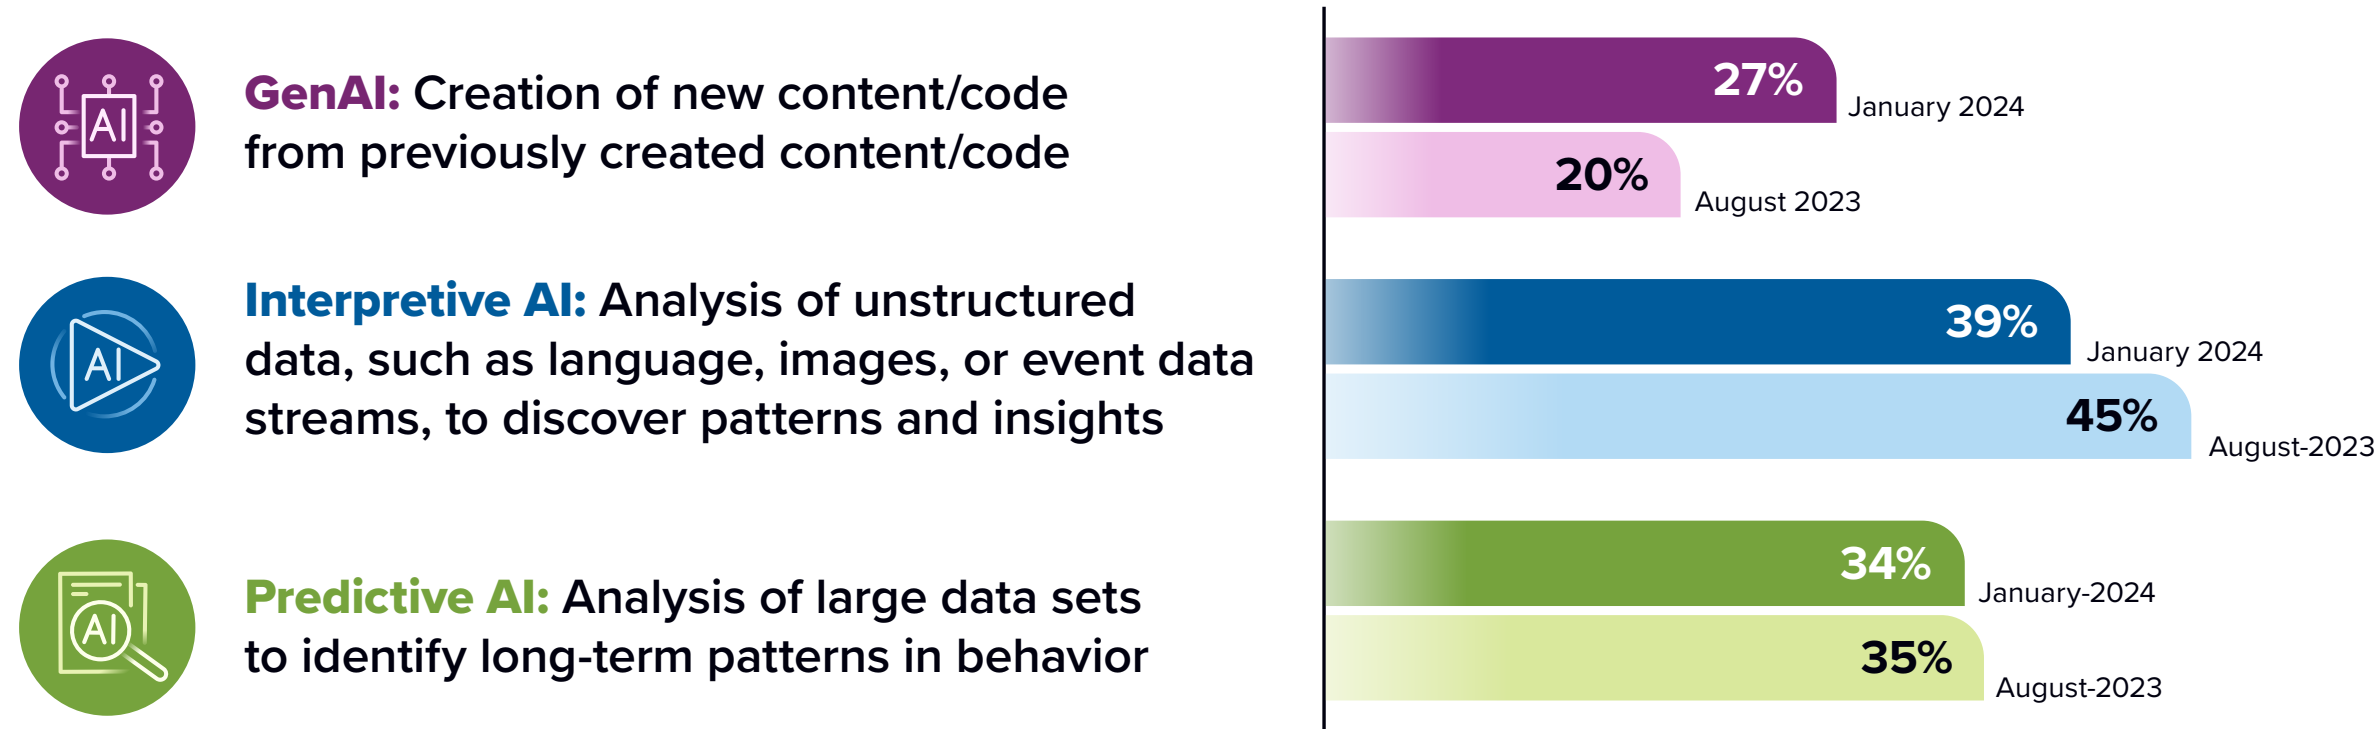 AI
GenAI: Creation of new content/code
from previously created content/code
27%
January 2024
20%
August 2023
AI
Interpretive AI: Analysis of unstructured
data, such as language, images, or event data
streams, to discover patterns and insights
39%
January 2024
45%
August-2023
AI
Predictive AI: Analysis of large data sets
to identify long-term patterns in behavior
34%
January-2024
35%
August-2023